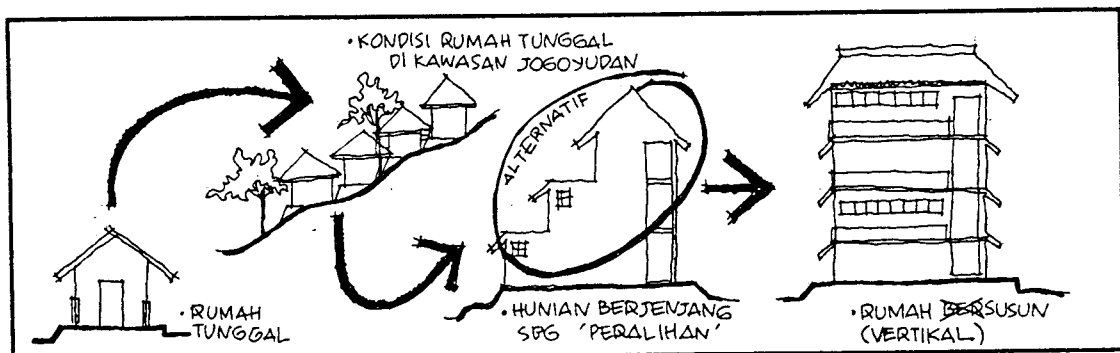 • KONDISI RUMAH TUNGGAL
DI KAWASAN JOGOYUDAN
ALTERNATIF
• RUMAH
TUNGGAL
• HUNIAN BERJENJANG
SBG 'PERALIHAN'
• RUMAH BERSUSUN
(VERTIKAL)